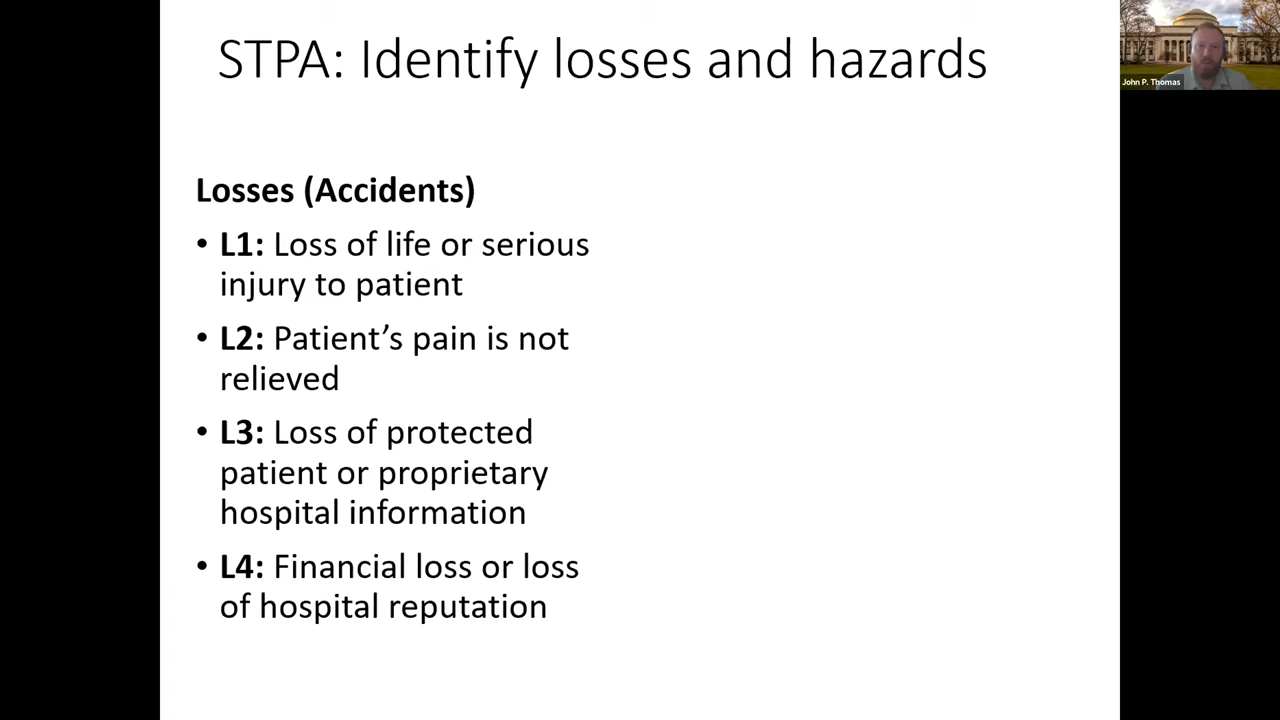 STPA: Identify losses and hazards
John P. Thomas
Losses (Accidents)
• L1: Loss of life or serious
injury to patient
• L2: Patient’s pain is not
relieved
• L3: Loss of protected
patient or proprietary
hospital information
• L4: Financial loss or loss
of hospital reputation